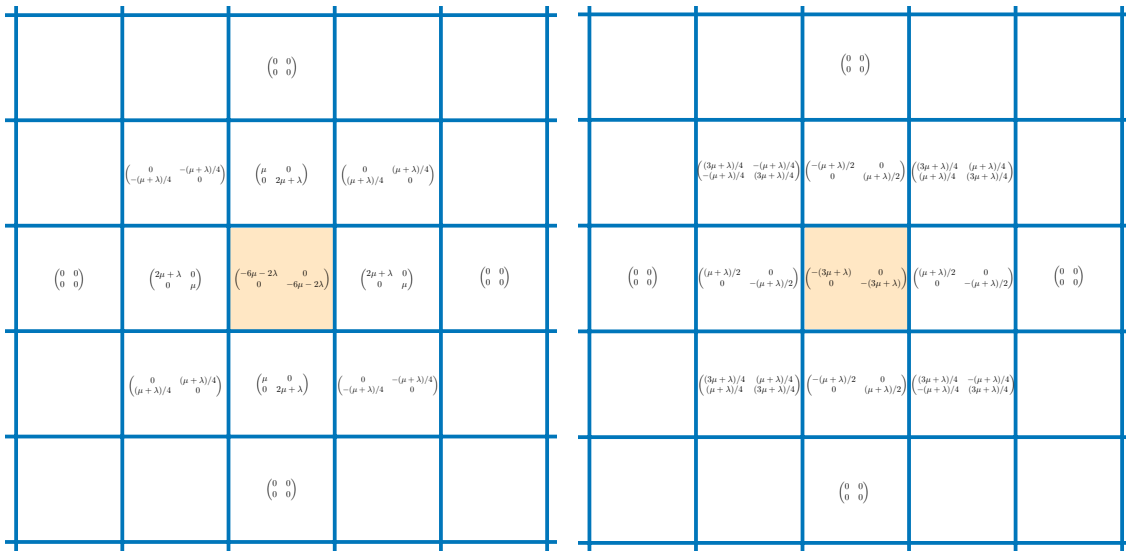 (0 0
0 0)
(0 -(μ + λ)/4
-(μ + λ)/4 0)
(μ 0
0 2μ + λ)
(0 (μ + λ)/4
(μ + λ)/4 0)
(0 0
0 0)
(2μ + λ 0
0 μ)
(-6μ - 2λ 0
0 -6μ - 2λ)
(2μ + λ 0
0 μ)
(0 0
0 0)
(0 (μ + λ)/4
(μ + λ)/4 0)
(μ 0
0 2μ + λ)
(0 -(μ + λ)/4
-(μ + λ)/4 0)
(0 0
0 0)
(0 0
0 0)
((3μ + λ)/4 -(μ + λ)/4
-(μ + λ)/4 (3μ + λ)/4)
(-(μ + λ)/2 0
0 (μ + λ)/2)
((3μ + λ)/4 (μ + λ)/4
(μ + λ)/4 (3μ + λ)/4)
(0 0
0 0)
((μ + λ)/2 0
0 -(μ + λ)/2)
(-(3μ + λ) 0
0 -(3μ + λ))
((μ + λ)/2 0
0 -(μ + λ)/2)
(0 0
0 0)
((3μ + λ)/4 (μ + λ)/4
(μ + λ)/4 (3μ + λ)/4)
(-(μ + λ)/2 0
0 (μ + λ)/2)
((3μ + λ)/4 -(μ + λ)/4
-(μ + λ)/4 (3μ + λ)/4)
(0 0
0 0)